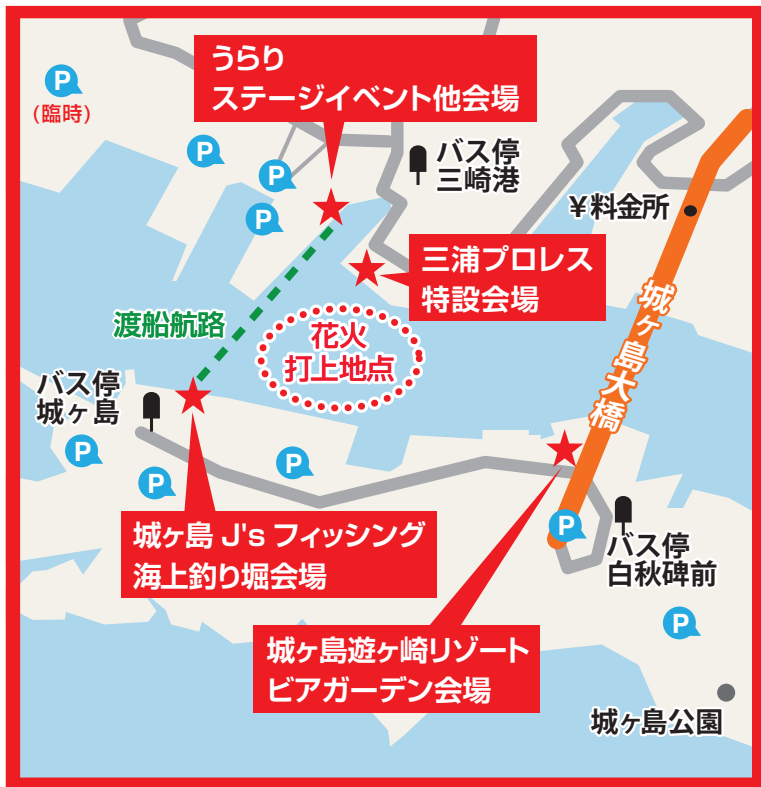 うらり
ステージイベント他会場
P
(臨時)
P
バス停
三崎港
P
P
¥料金所
三浦プロレス
特設会場
城ヶ島大橋
渡船航路
花火
打上地点
バス停
城ヶ島
P
P
P
城ヶ島 J's フィッシング
海上釣り堀会場
P
バス停
白秋碑前
P
城ヶ島遊ヶ崎リゾート
ビアガーデン会場
城ヶ島公園